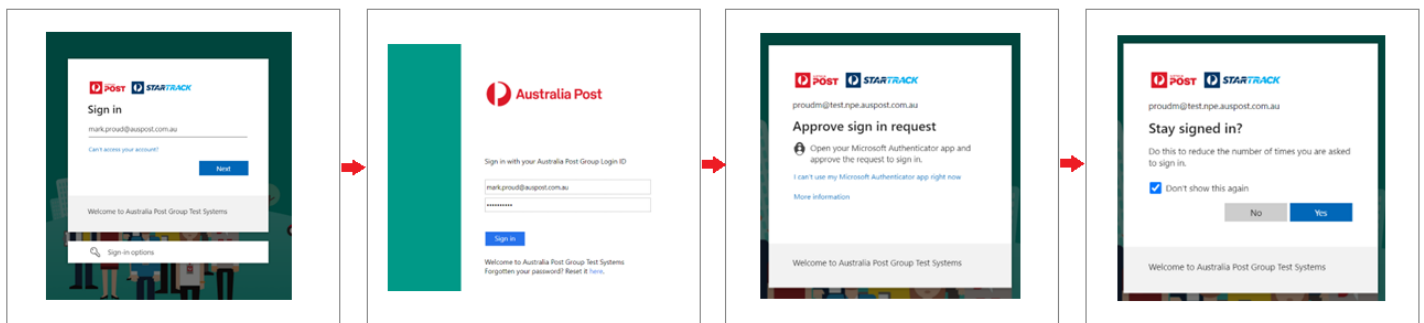 POST STARTRACK
Sign in
mark.proud@auspost.com.au
Can't access your account?
Next
Welcome to Australia Post Group Test Systems
Sign-in options
Australia Post
Sign in with your Australia Post Group Login ID
mark.proud@auspost.com.au
••••••••••
Sign in
Welcome to Australia Post Group Test Systems
Forgotten your password? Reset it here.
POST STARTRACK
proudm@test.npe.auspost.com.au
Approve sign in request
Open your Microsoft Authenticator app and
approve the request to sign in.
I can't use my Microsoft Authenticator app right now
More information
Welcome to Australia Post Group Test Systems
POST STARTRACK
proudm@test.npe.auspost.com.au
Stay signed in?
Do this to reduce the number of times you are asked
to sign in.
Don't show this again
No Yes
Welcome to Australia Post Group Test Systems